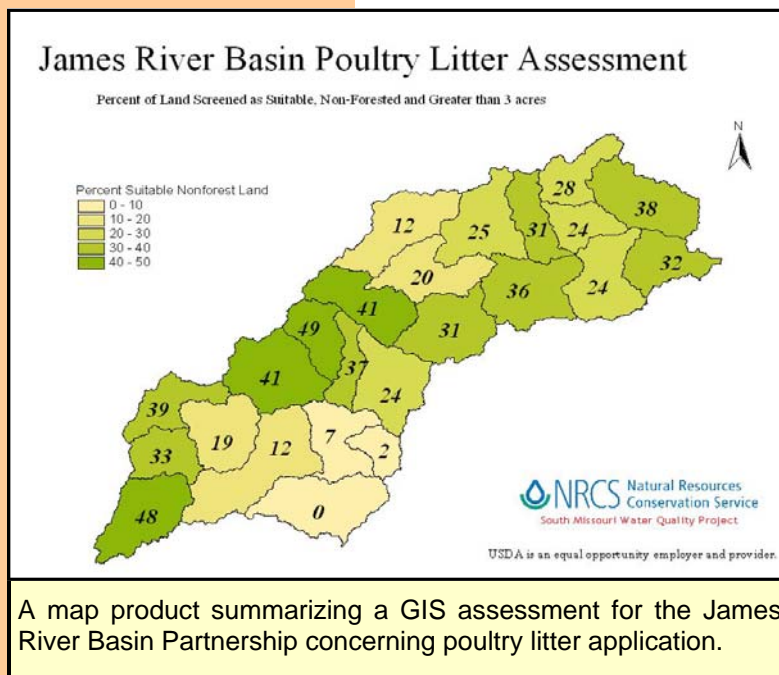 James River Basin Poultry Litter Assessment
Percent of Land Screened as Suitable, Non-Forested and Greater than 3 acres
N
Percent Suitable Nonforest Land
0 - 10
10 - 20
20 - 30
30 - 40
40 - 50
28
38
12
25
31
24
32
20
36
24
41
31
49
37
41
24
39
7
19
12
2
33
48
0
NRCS Natural Resources
Conservation Service
South Missouri Water Quality Project
USDA is an equal opportunity employer and provider.
A map product summarizing a GIS assessment for the James
River Basin Partnership concerning poultry litter application.